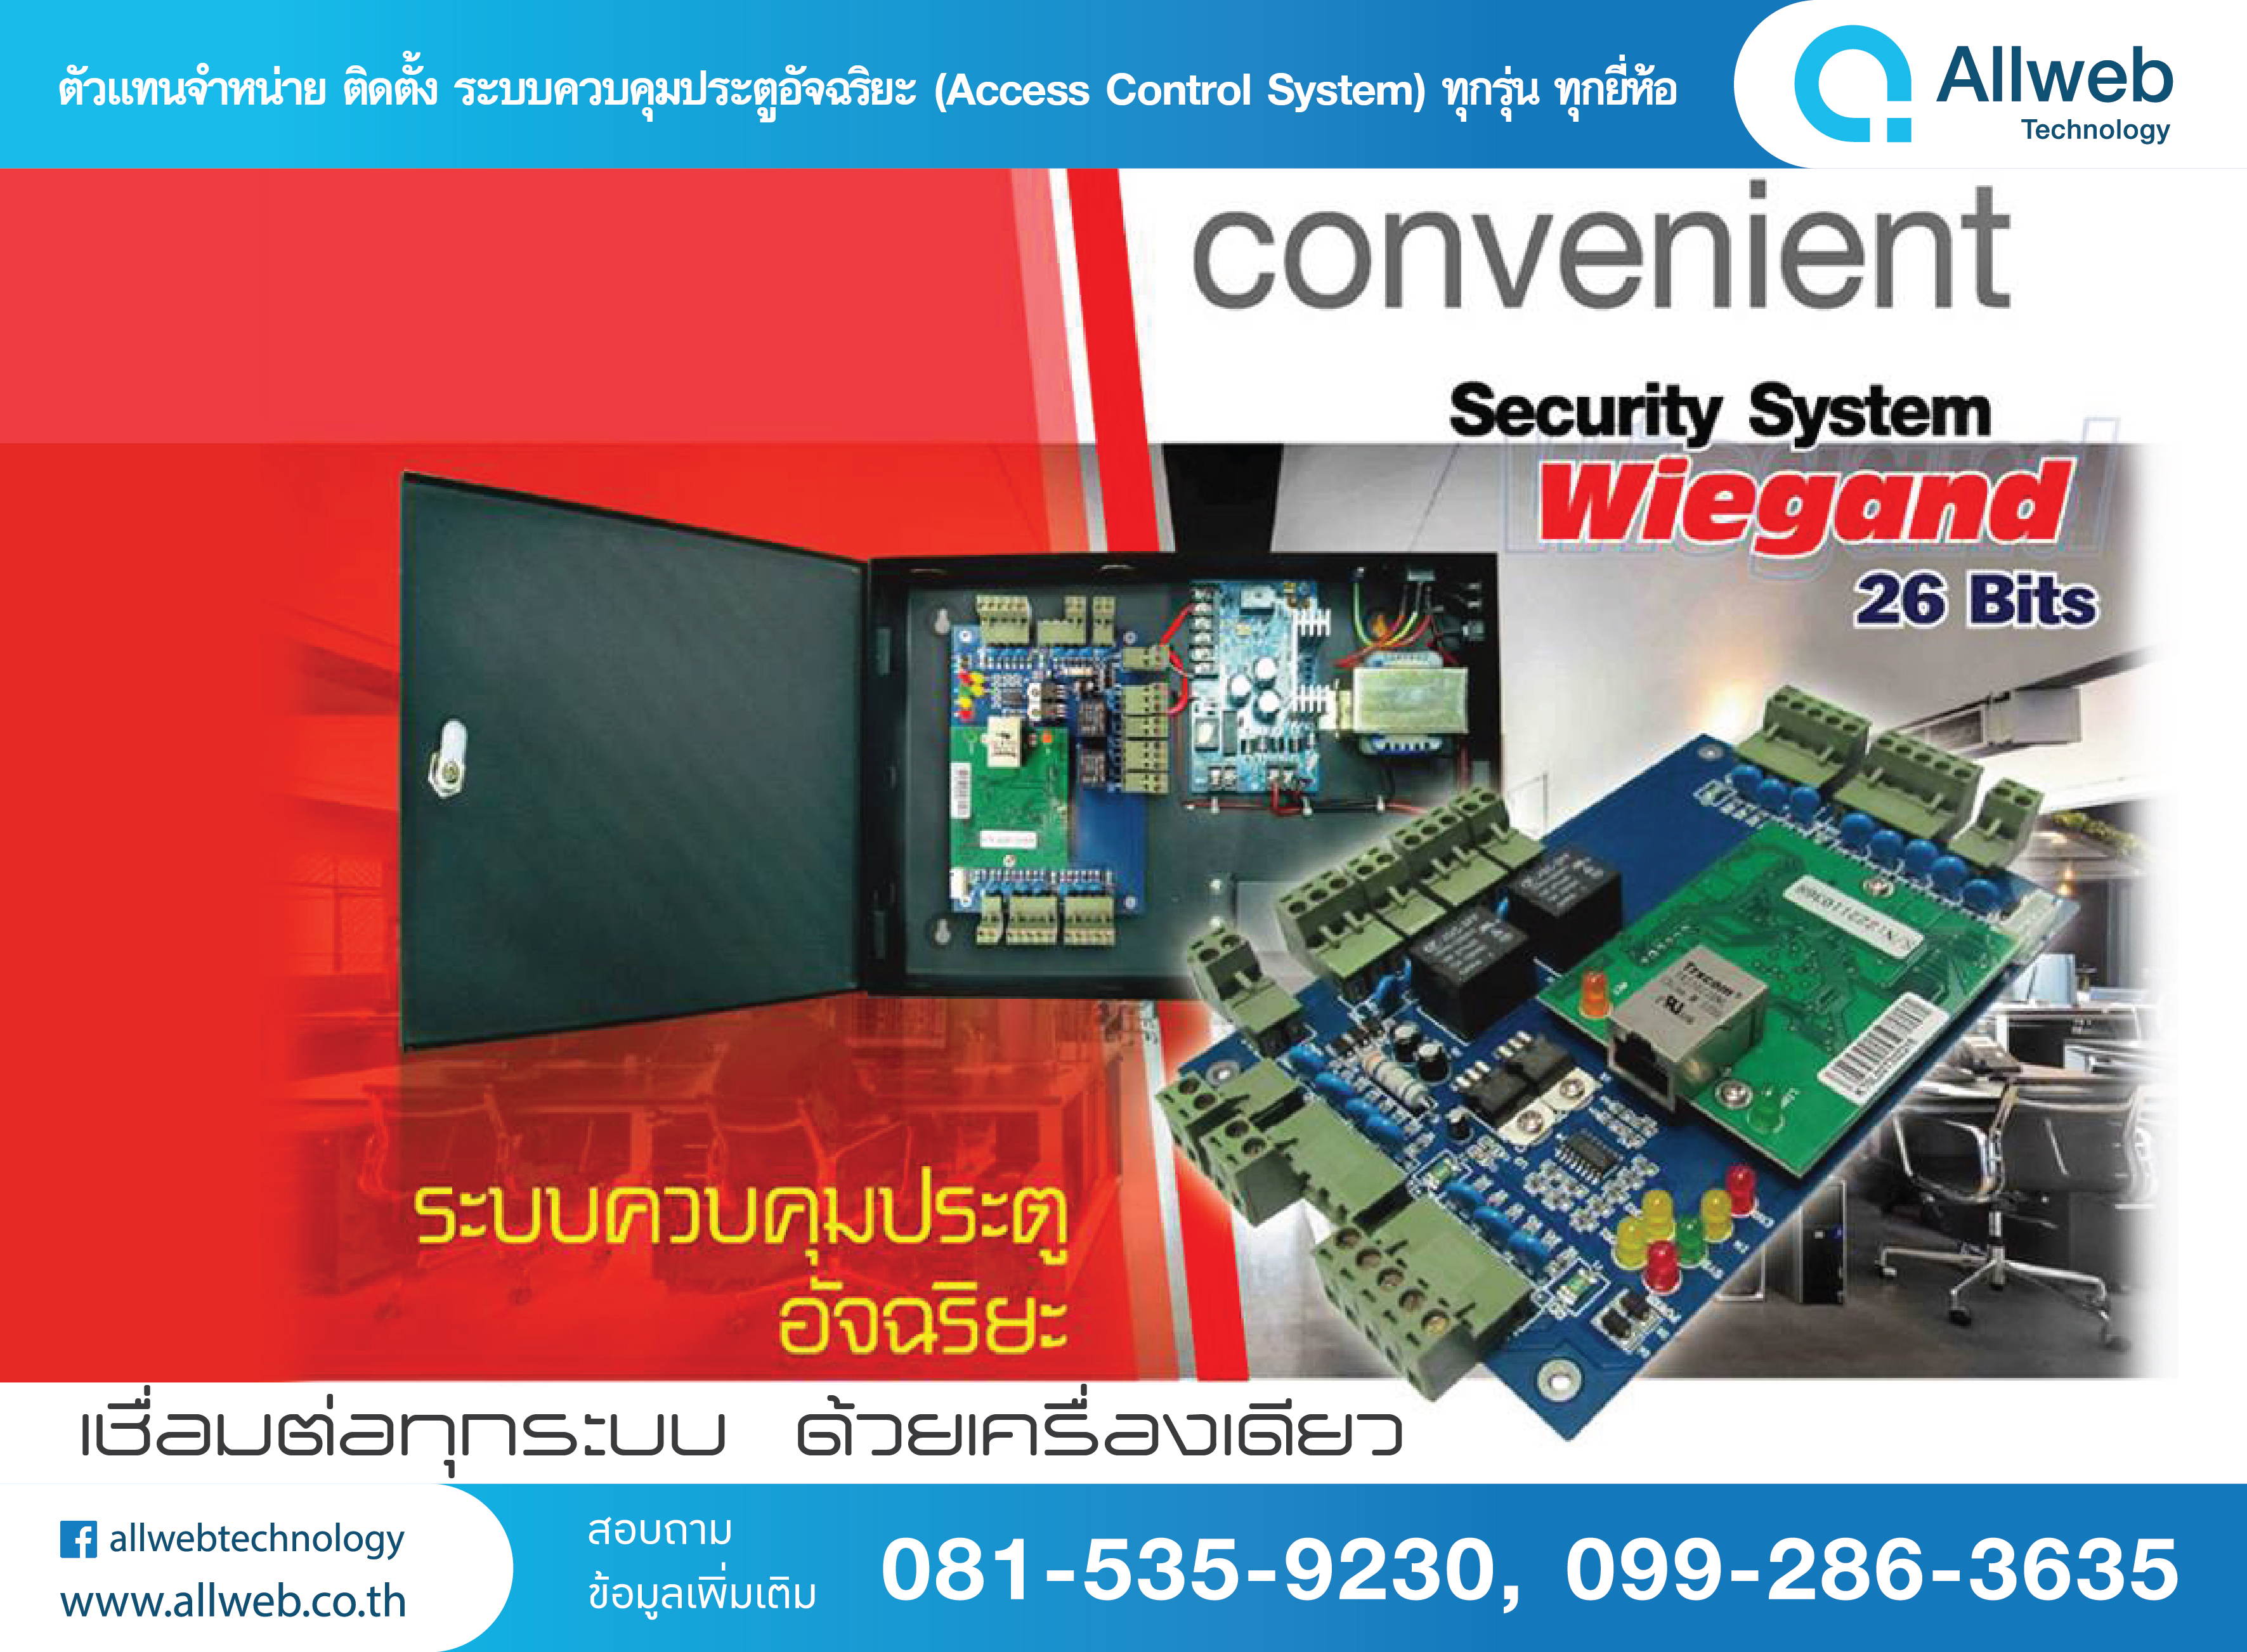 ตัวแทนจำหน่าย ติดตั้ง ระบบควบคุมประตูอัจฉริยะ (Access Control System) ทุกรุ่น ทุกยี่ห้อ
Allweb
Technology
convenient
Security System
Wiegand
26 Bits
ระบบควบคุมประตู
อัจฉริยะ
เชื่อมต่อทุกระบบ ด้วยเครื่องเดียว
allwebtechnology
www.allweb.co.th
สอบถาม
ข้อมูลเพิ่มเติม
081-535-9230, 099-286-3635